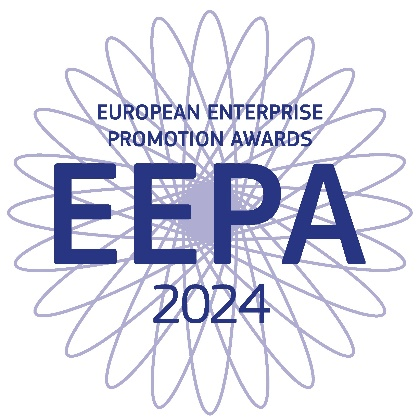 EUROPEAN ENTERPRISE
PROMOTION AWARDS
EEPA
2024